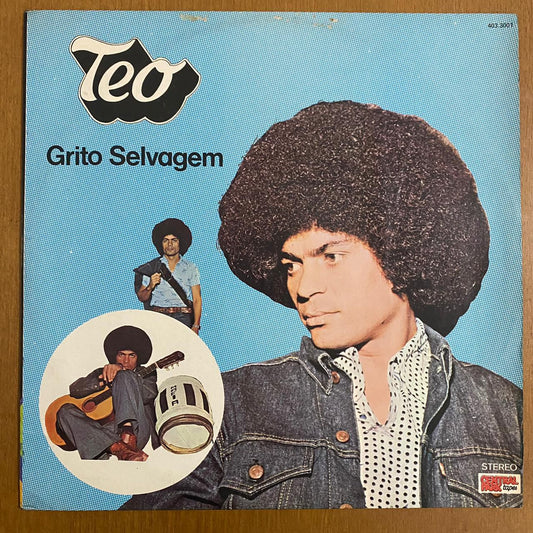 403.3001
Teo
Grito Selvagem
STEREO
CENTRAL
PARK
tapes